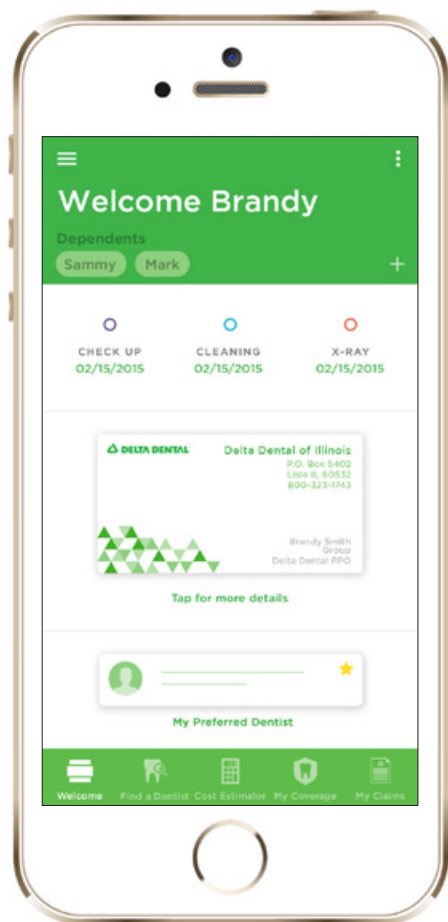 Welcome Brandy
Dependents
Sammy Mark +
CHECK UP CLEANING X-RAY
02/15/2015 02/15/2015 02/15/2015
DELTA DENTAL Delta Dental of Illinois
P.O. Box 5402
Lisle IL 60532
800-323-1743
Brandy Smith
Group
Delta Dental PPO
Tap for more details
My Preferred Dentist
Welcome Find a Dentist Cost Estimator My Coverage My Claims